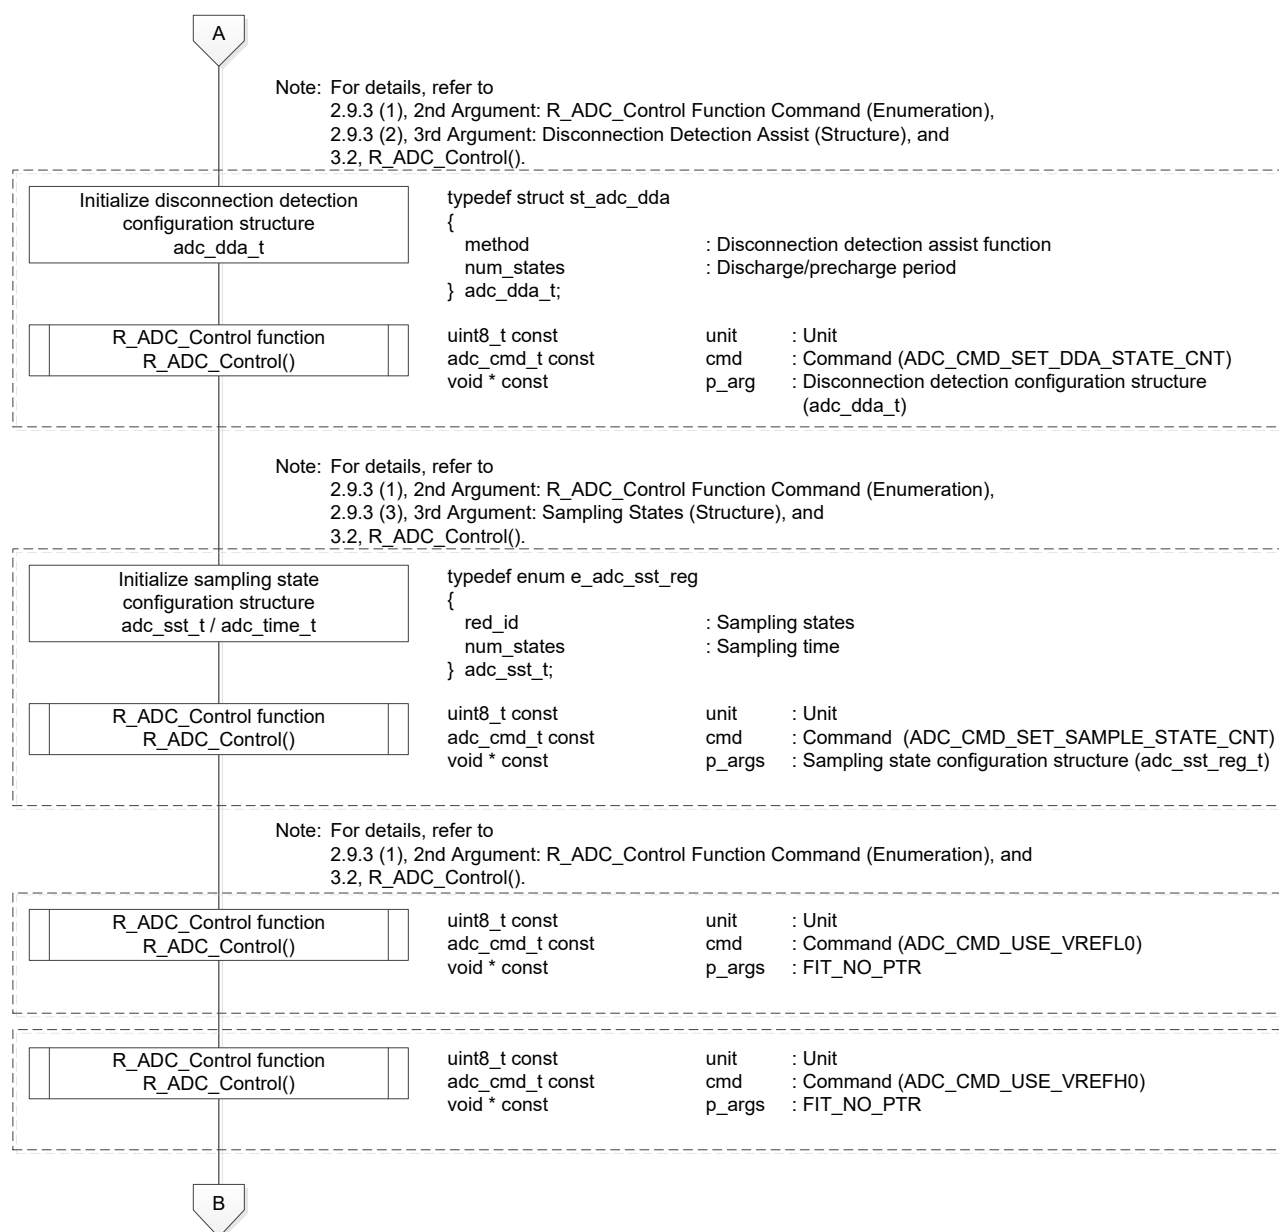 A
Note: For details, refer to
2.9.3 (1), 2nd Argument: R_ADC_Control Function Command (Enumeration),
2.9.3 (2), 3rd Argument: Disconnection Detection Assist (Structure), and
3.2, R_ADC_Control().
Initialize disconnection detection
configuration structure
adc_dda_t
typedef struct st_adc_dda
{
method : Disconnection detection assist function
num_states : Discharge/precharge period
} adc_dda_t;
R_ADC_Control function
R_ADC_Control()
uint8_t const unit : Unit
adc_cmd_t const cmd : Command (ADC_CMD_SET_DDA_STATE_CNT)
void * const p_arg : Disconnection detection configuration structure
(adc_dda_t)
Note: For details, refer to
2.9.3 (1), 2nd Argument: R_ADC_Control Function Command (Enumeration),
2.9.3 (3), 3rd Argument: Sampling States (Structure), and
3.2, R_ADC_Control().
Initialize sampling state
configuration structure
adc_sst_t / adc_time_t
typedef enum e_adc_sst_reg
{
red_id : Sampling states
num_states : Sampling time
} adc_sst_t;
R_ADC_Control function
R_ADC_Control()
uint8_t const unit : Unit
adc_cmd_t const cmd : Command (ADC_CMD_SET_SAMPLE_STATE_CNT)
void * const p_args : Sampling state configuration structure (adc_sst_reg_t)
Note: For details, refer to
2.9.3 (1), 2nd Argument: R_ADC_Control Function Command (Enumeration), and
3.2, R_ADC_Control().
R_ADC_Control function
R_ADC_Control()
uint8_t const unit : Unit
adc_cmd_t const cmd : Command (ADC_CMD_USE_VREFL0)
void * const p_args : FIT_NO_PTR
R_ADC_Control function
R_ADC_Control()
uint8_t const unit : Unit
adc_cmd_t const cmd : Command (ADC_CMD_USE_VREFH0)
void * const p_args : FIT_NO_PTR
B